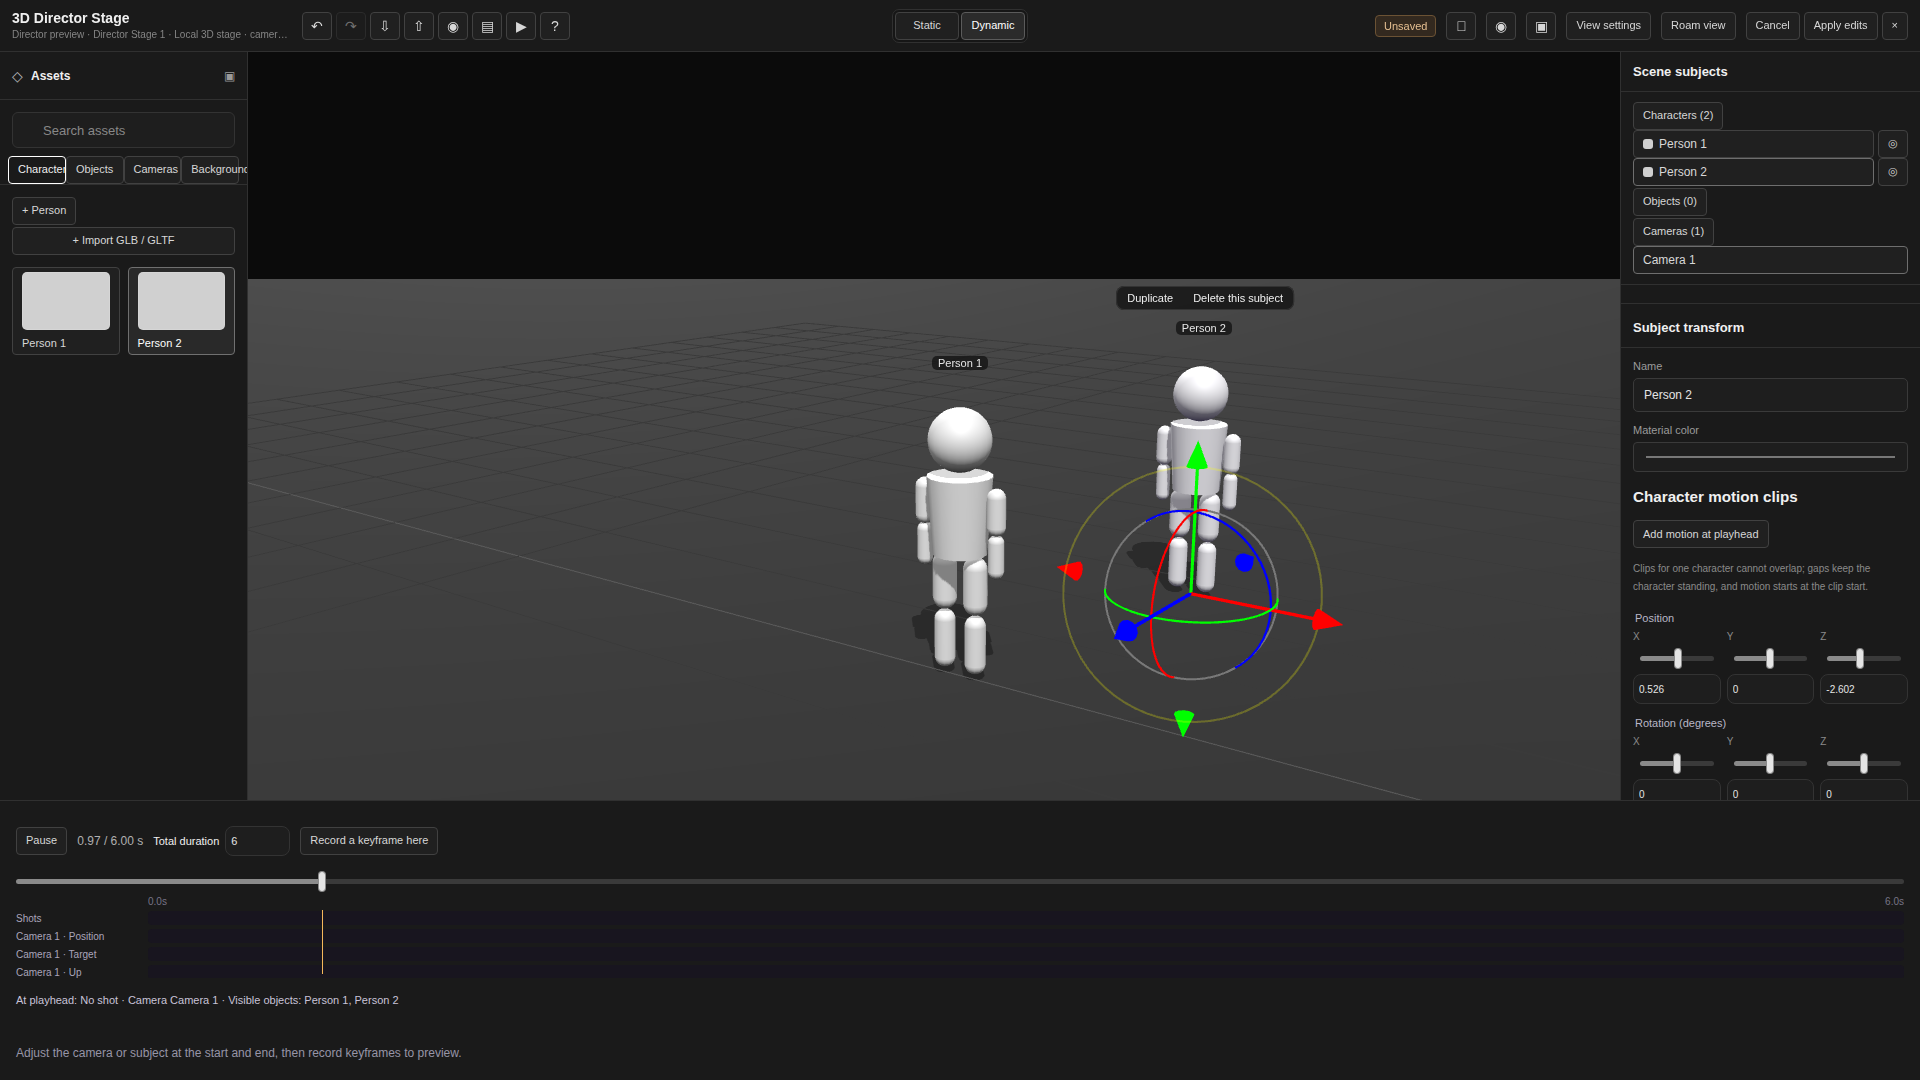 3D Director Stage
Director preview · Director Stage 1 · Local 3D stage · camer…
?
Static
Dynamic
Unsaved
View settings
Roam view
Cancel
Apply edits
×
Assets
Search assets
Character
Objects
Cameras
Background
+ Person
+ Import GLB / GLTF
Person 1
Person 2
Duplicate
Delete this subject
Person 2
Person 1
Scene subjects
Characters (2)
Person 1
Person 2
Objects (0)
Cameras (1)
Camera 1
Subject transform
Name
Person 2
Material color
Character motion clips
Add motion at playhead
Clips for one character cannot overlap; gaps keep the
character standing, and motion starts at the clip start.
Position
X Y Z
0.526 0 -2.602
Rotation (degrees)
X Y Z
0 0 0
Pause
0.97 / 6.00 s
Total duration
6
Record a keyframe here
0.0s
6.0s
Shots
Camera 1 · Position
Camera 1 · Target
Camera 1 · Up
At playhead: No shot · Camera Camera 1 · Visible objects: Person 1, Person 2
Adjust the camera or subject at the start and end, then record keyframes to preview.